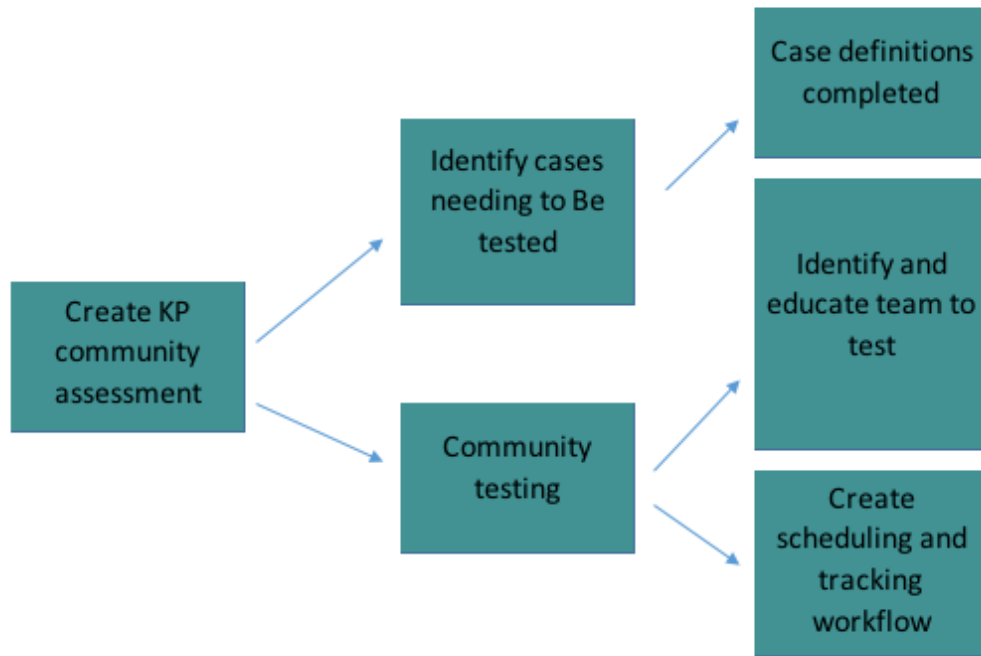 Create KP
community
assessment
Identify cases
needing to Be
tested
Community
testing
Case definitions
completed
Identify and
educate team to
test
Create
scheduling and
tracking
workflow